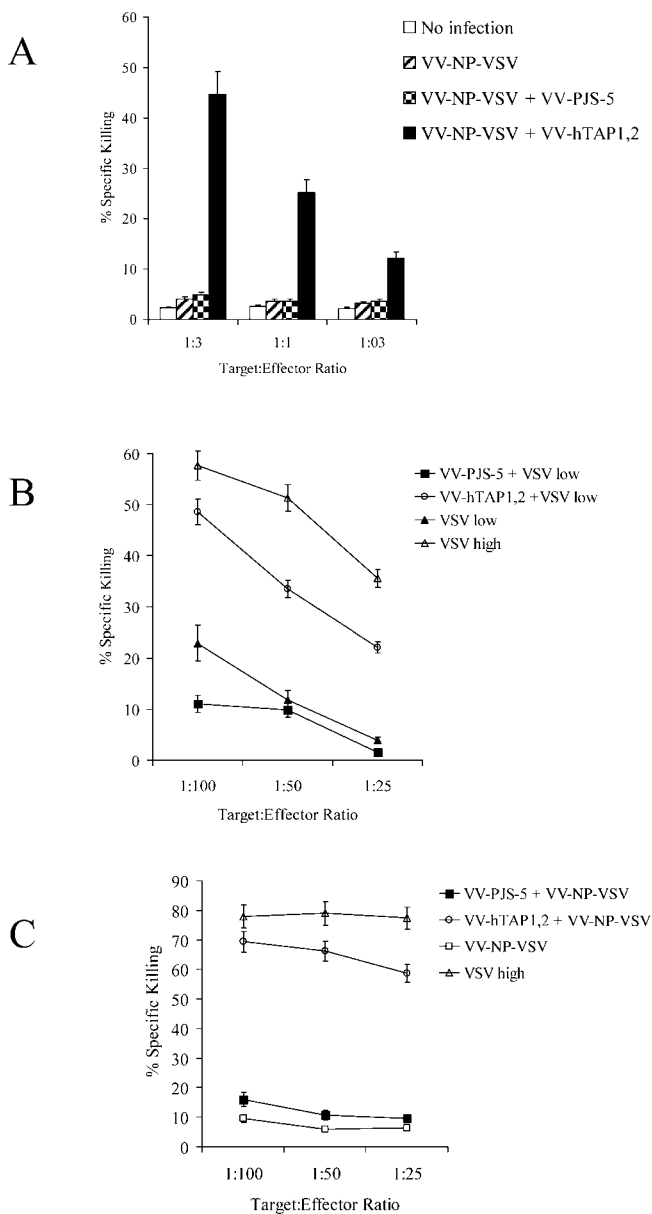 A
% Specific Killing
60
50
40
30
20
10
0
1:3 1:1 1:03
Target:Effector Ratio
No infection
VV-NP-VSV
VV-NP-VSV + VV-PJS-5
VV-NP-VSV + VV-hTAP1,2
B
% Specific Killing
60
50
40
30
20
10
0
1:100 1:50 1:25
Target:Effector Ratio
VV-PJS-5 + VSV low
VV-hTAP1,2 +VSV low
VSV low
VSV high
C
% Specific Killing
90
80
70
60
50
40
30
20
10
0
1:100 1:50 1:25
Target:Effector Ratio
VV-PJS-5 + VV-NP-VSV
VV-hTAP1,2 + VV-NP-VSV
VV-NP-VSV
VSV high